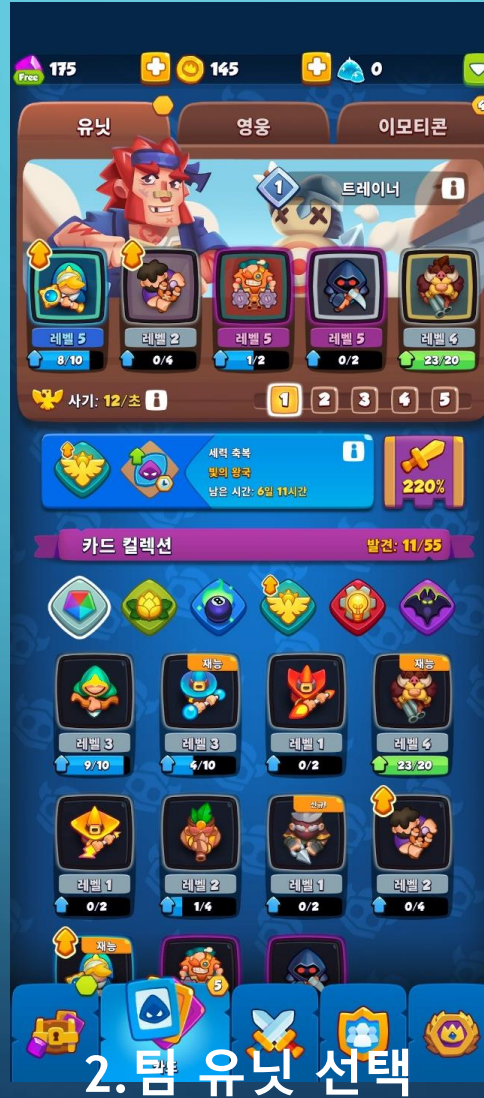 Free 175
145
0
유닛
영웅
이모티콘
1 트레이너
레벨 5
레벨 2
레벨 5
레벨 5
레벨 4
8/10
0/4
1/2
0/2
23/20
사기: 12/초
1 2 3 4 5
세력 축복
빛의 왕국
남은 시간: 6일 11시간
220%
카드 컬렉션
발견: 11/55
재능
재능
레벨 3
레벨 3
레벨 1
레벨 4
9/10
4/10
0/2
23/20
신규!
레벨 1
레벨 2
레벨 1
레벨 2
0/2
1/4
0/2
0/4
재능
5
2.팀 유닛 선택